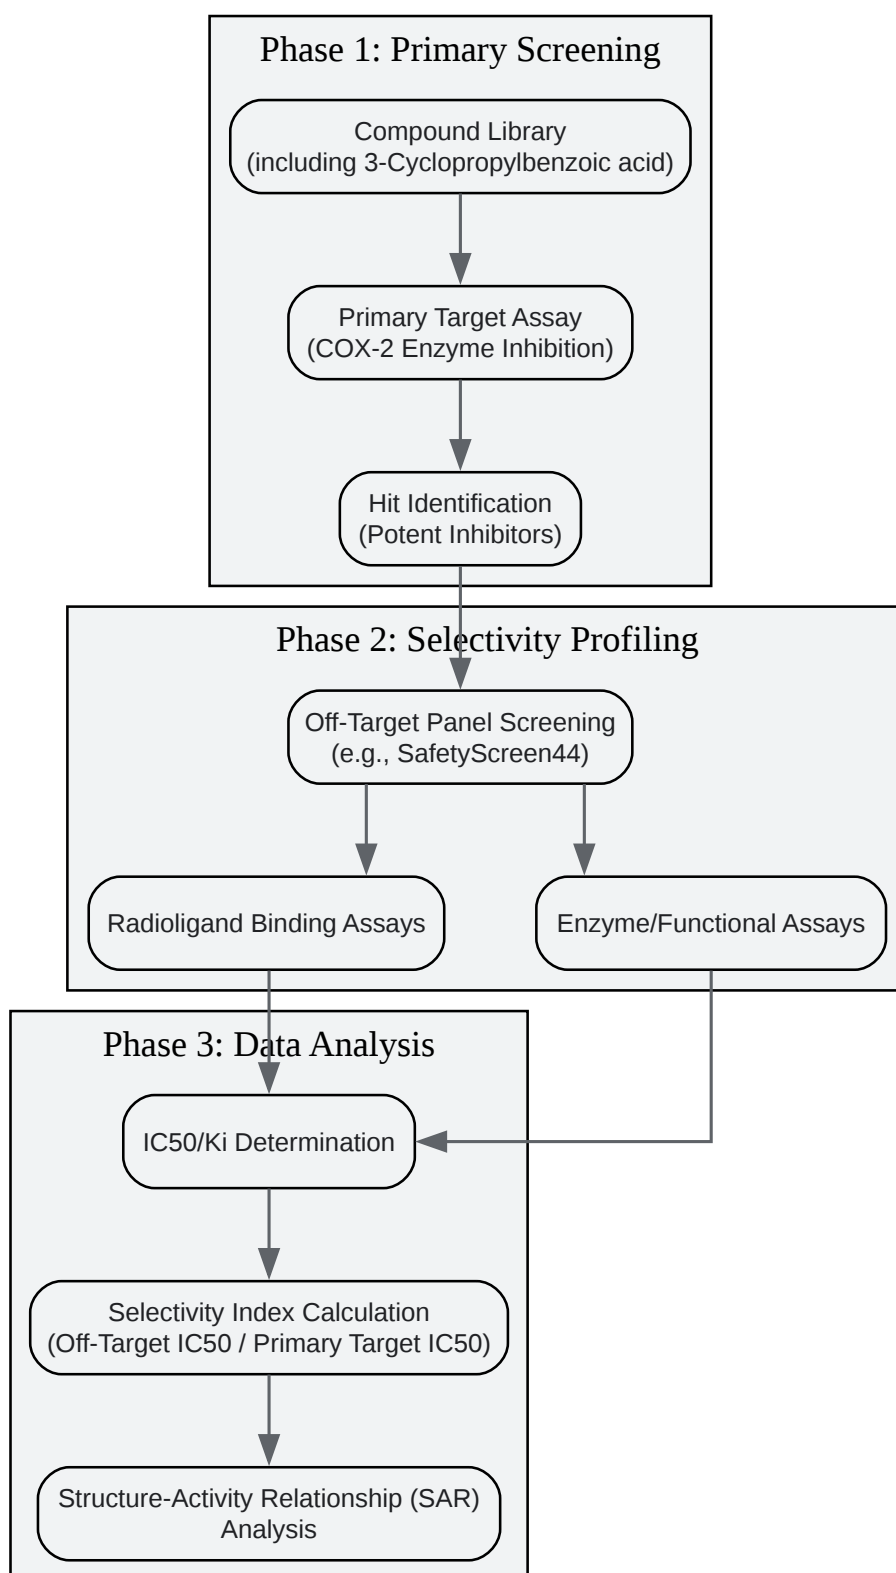 Phase 1: Primary Screening
Compound Library
(including 3-Cyclopropylbenzoic acid)
Primary Target Assay
(COX-2 Enzyme Inhibition)
Hit Identification
(Potent Inhibitors)
Phase 2: Selectivity Profiling
Off-Target Panel Screening
(e.g., SafetyScreen44)
Radioligand Binding Assays
Enzyme/Functional Assays
Phase 3: Data Analysis
IC50/Ki Determination
Selectivity Index Calculation
(Off-Target IC50 / Primary Target IC50)
Structure-Activity Relationship (SAR)
Analysis